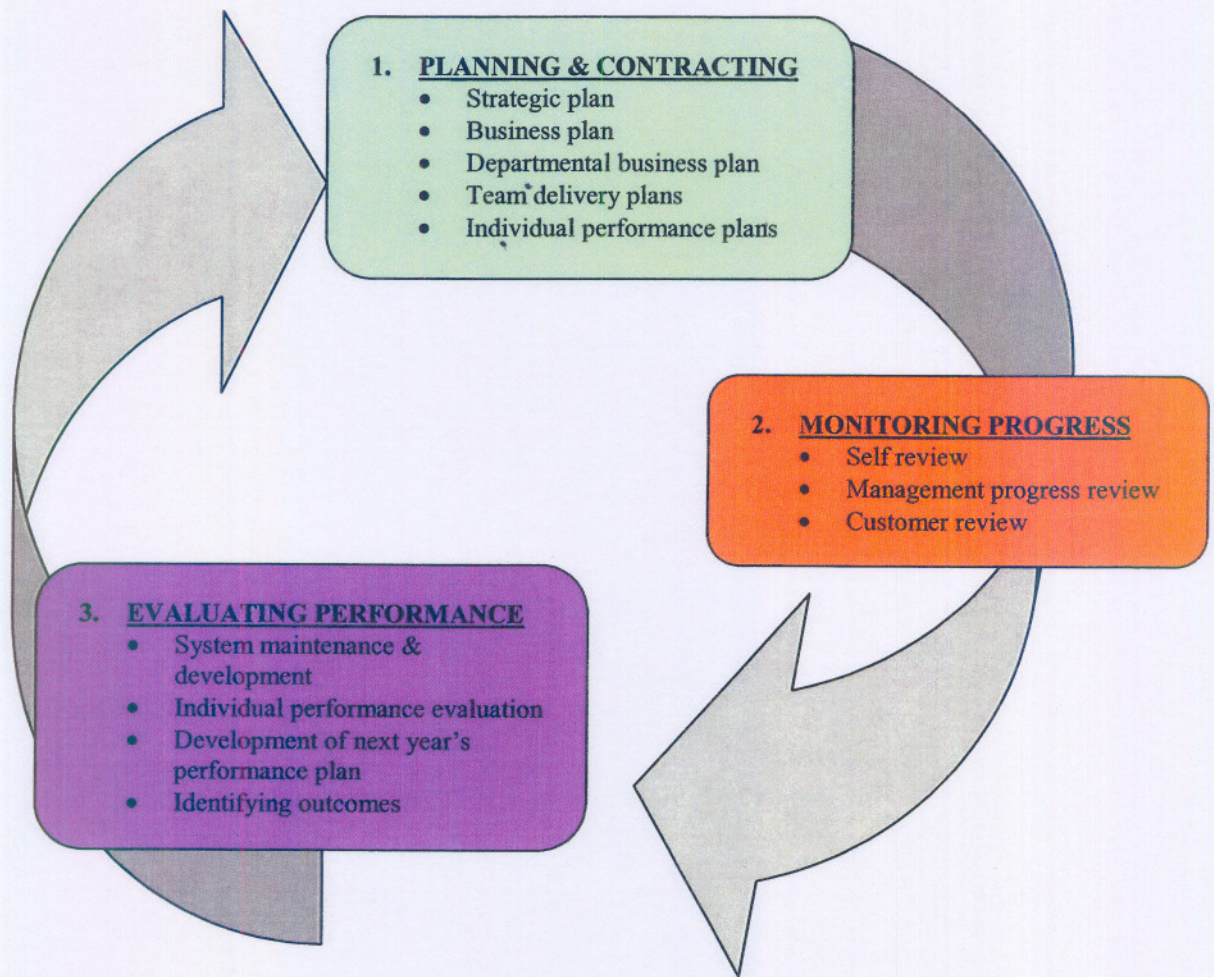 1. PLANNING & CONTRACTING
• Strategic plan
• Business plan
• Departmental business plan
• Team delivery plans
• Individual performance plans
2. MONITORING PROGRESS
• Self review
• Management progress review
• Customer review
3. EVALUATING PERFORMANCE
• System maintenance &
development
• Individual performance evaluation
• Development of next year's
performance plan
• Identifying outcomes